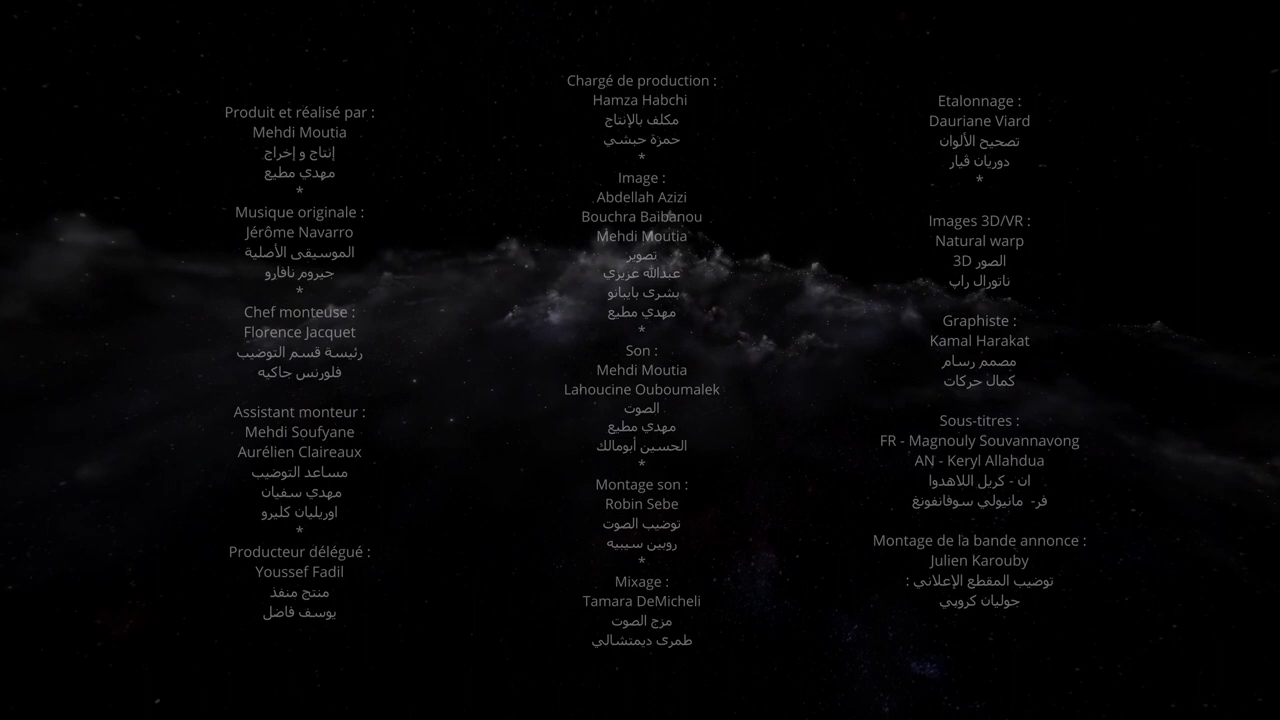 Produit et réalisé par :
Mehdi Moutia
إنتاج و إخراج
مهدي مطيع
*
Musique originale :
Jérôme Navarro
الموسيقى الأصلية
جيروم نافارو
*
Chef monteuse :
Florence Jacquet
رئيسة قسم التوضيب
فلورنس جاكيه
Assistant monteur :
Mehdi Soufyane
Aurélien Claireaux
مساعد التوضيب
مهدي سفيان
اوريليان كليرو
*
Producteur délégué :
Youssef Fadil
منتج منفذ
يوسف فاضل
Chargé de production :
Hamza Habchi
مكلف بالإنتاج
حمزة حبشي
*
Image :
Abdellah Azizi
Bouchra Baibanou
Mehdi Moutia
تصوير
عبدالله عزيزي
بشرى بايبانو
مهدي مطيع
*
Son :
Mehdi Moutia
Lahoucine Ouboumalek
الصوت
مهدي مطيع
الحسين أبومالك
*
Montage son :
Robin Sebe
توضيب الصوت
روبين سيبيه
*
Mixage :
Tamara DeMicheli
مزج الصوت
طمرى ديمتشالي
Etalonnage :
Dauriane Viard
تصحيح الألوان
دوريان ڤيار
*
Images 3D/VR :
Natural warp
الصور 3D
ناتورال راب
Graphiste :
Kamal Harakat
مصمم رسام
كمال حركات
Sous-titres :
FR - Magnouly Souvannavong
AN - Keryl Allahdua
ان - كريل اللاهدوا
فر- مانيولي سوفانفونغ
Montage de la bande annonce :
Julien Karouby
توضيب المقطع الإعلاني :
جوليان كروبي